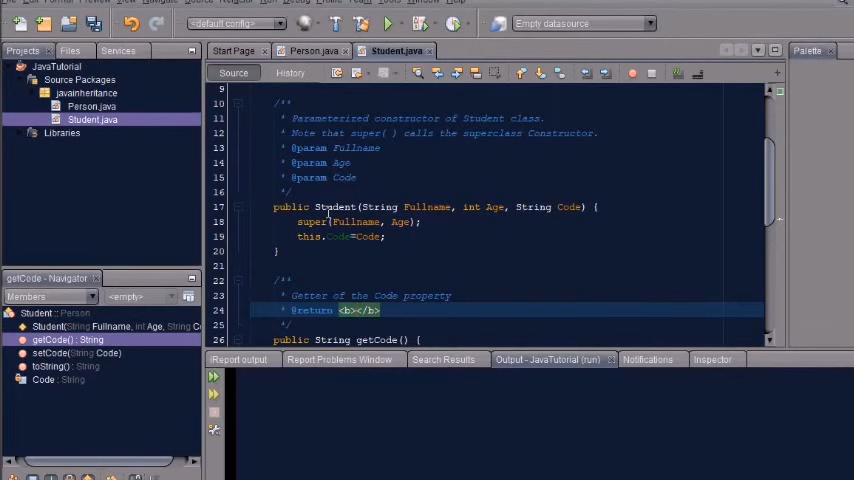 <default config>
Empty datasource
Projects
Files
Services
Start Page
Person.java
Student.java
Palette
JavaTutorial
Source Packages
javainheritance
Person.java
Student.java
Libraries
Source
History
9
10 /**
11 * Parameterized constructor of Student class.
12 * Note that super( ) calls the superclass Constructor.
13 * @param Fullname
14 * @param Age
15 * @param Code
16 */
17 public Student(String Fullname, int Age, String Code) {
18 super(Fullname, Age);
19 this.Code=Code;
20 }
21
22 /**
23 * Getter of the Code property
24 * @return <b></b>
25 */
26 public String getCode() {
getCode - Navigator
Members
<empty>
Student :: Person
Student(String Fullname, int Age, String Co
getCode() : String
setCode(String Code)
toString() : String
Code : String
Report output
Report Problems Window
Search Results
Output - JavaTutorial (run)
Notifications
Inspector